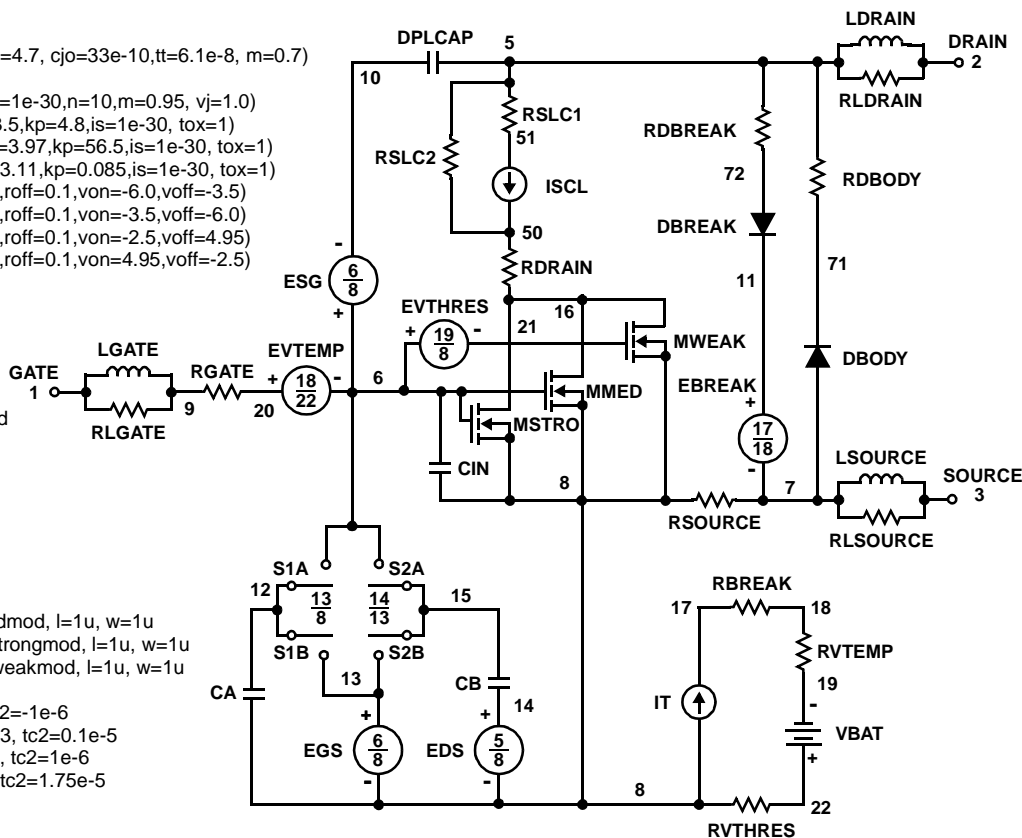 =4.7, cjo=33e-10,tt=6.1e-8, m=0.7)
=1e-30,n=10,m=0.95, vj=1.0)
3.5,kp=4.8,is=1e-30, tox=1)
=3.97,kp=56.5,is=1e-30, tox=1)
3.11,kp=0.085,is=1e-30, tox=1)
,roff=0.1,von=-6.0,voff=-3.5)
,roff=0.1,von=-3.5,voff=-6.0)
,roff=0.1,von=-2.5,voff=4.95)
,roff=0.1,von=4.95,voff=-2.5)
d
dmod, l=1u, w=1u
trongmod, l=1u, w=1u
weakmod, l=1u, w=1u
2=-1e-6
3, tc2=0.1e-5
, tc2=1e-6
tc2=1.75e-5
LDRAIN
DPLCAP
5
DRAIN
2
10
RLDRAIN
RSLC1
51
RDBREAK
RSLC2
72
RDBODY
ISCL
50
DBREAK
-
RDRAIN
71
ESG
6
8
11
+
EVTHRES
16
+
19
8
-
21
MWEAK
LGATE
EVTEMP
DBODY
GATE
1
RGATE
+
18
22
-
6
MMED
EBREAK
+
9
20
MSTRO
17
18
RLGATE
LSOURCE
CIN
-
SOURCE
3
8
7
RSOURCE
RLSOURCE
S1A
S2A
RBREAK
12
13
8
14
13
15
17
18
S1B
S2B
RVTEMP
13
CB
19
CA
14
IT
-
+
+
VBAT
EGS
6
8
EDS
5
8
+
-
-
8
22
RVTHRES